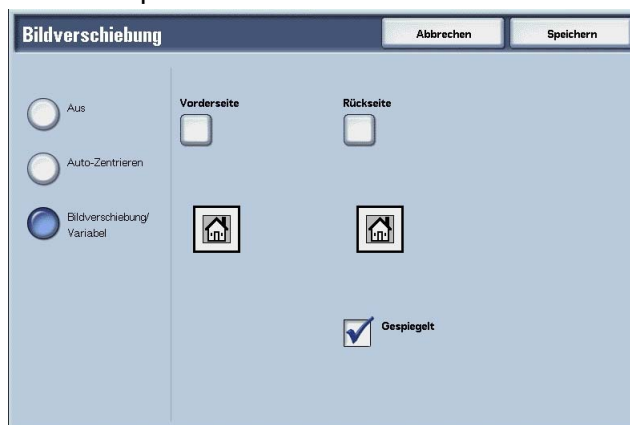 Bildverschiebung
Abbrechen
Speichern
Aus
Auto-Zentrieren
Bildverschiebung/
Variabel
Vorderseite
Rückseite
Gespiegelt